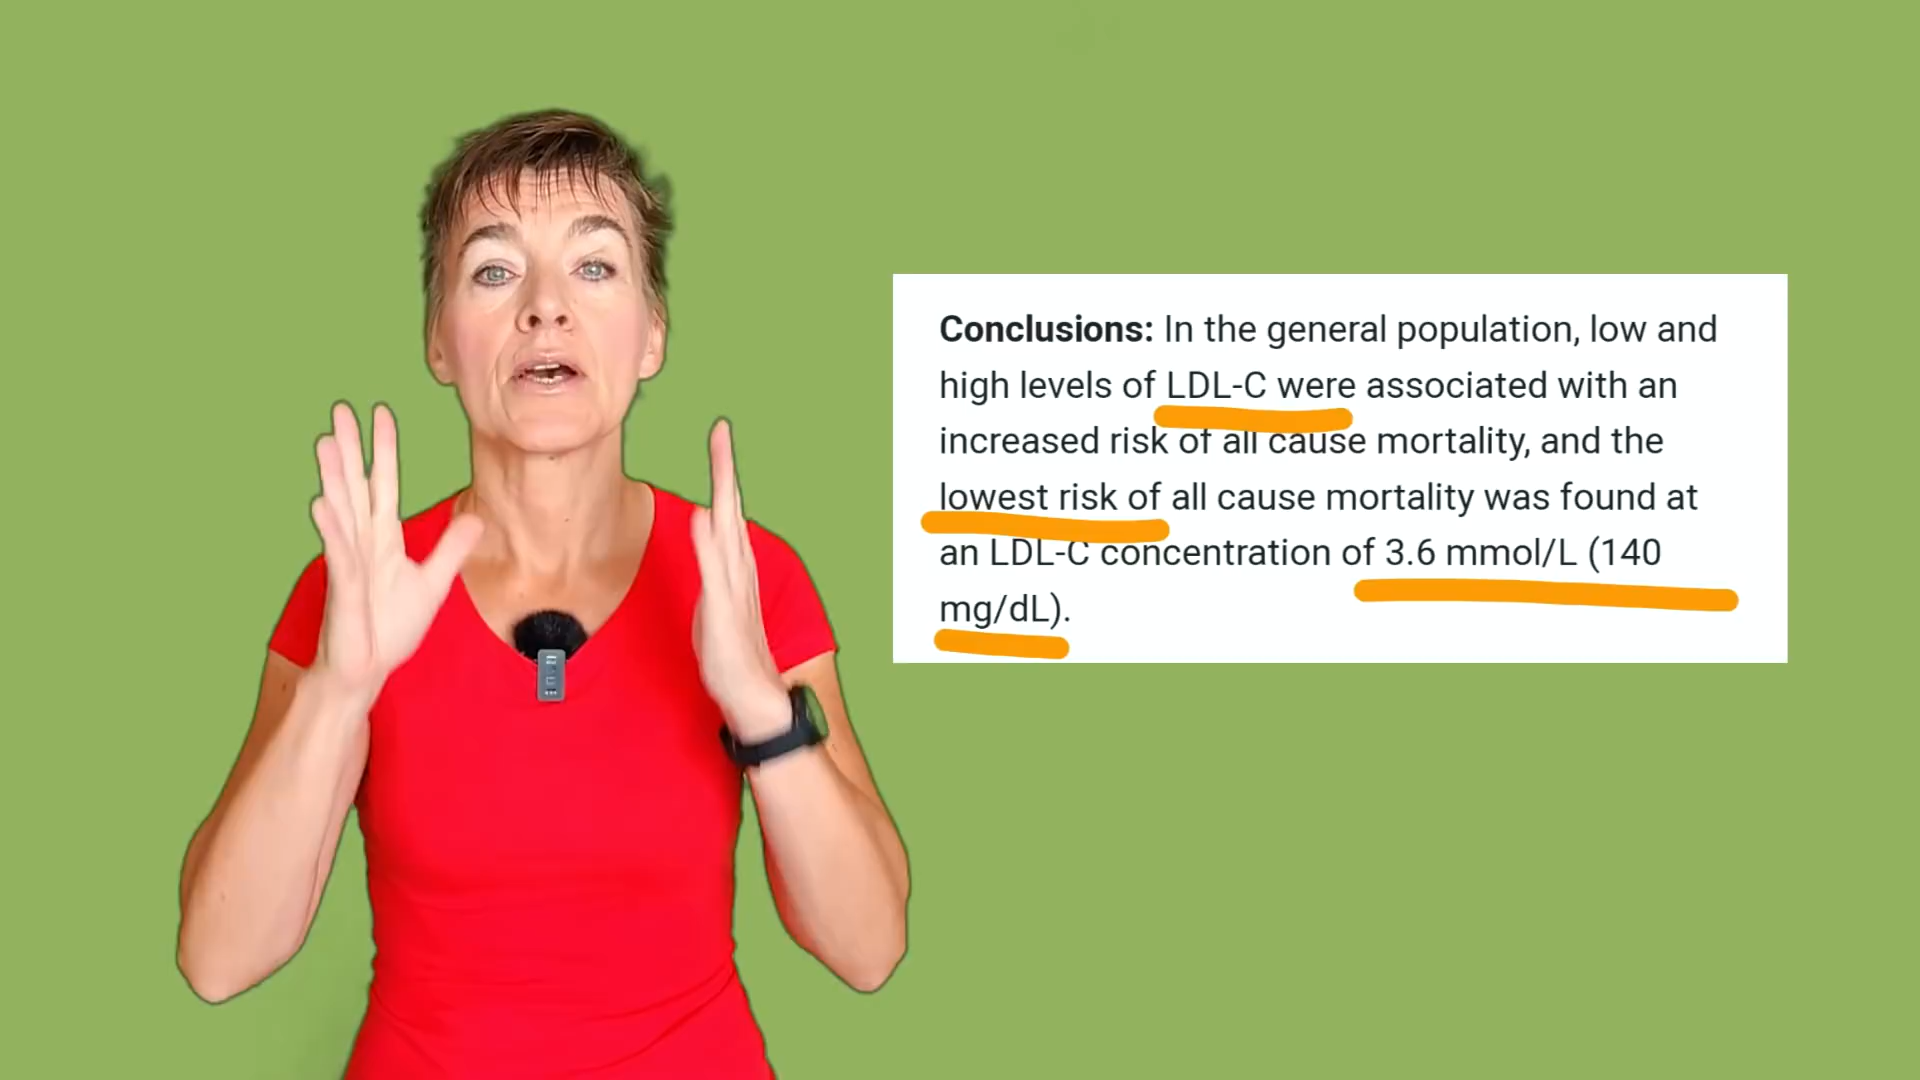 Conclusions: In the general population, low and
high levels of LDL-C were associated with an
increased risk of all cause mortality, and the
lowest risk of all cause mortality was found at
an LDL-C concentration of 3.6 mmol/L (140
mg/dL).